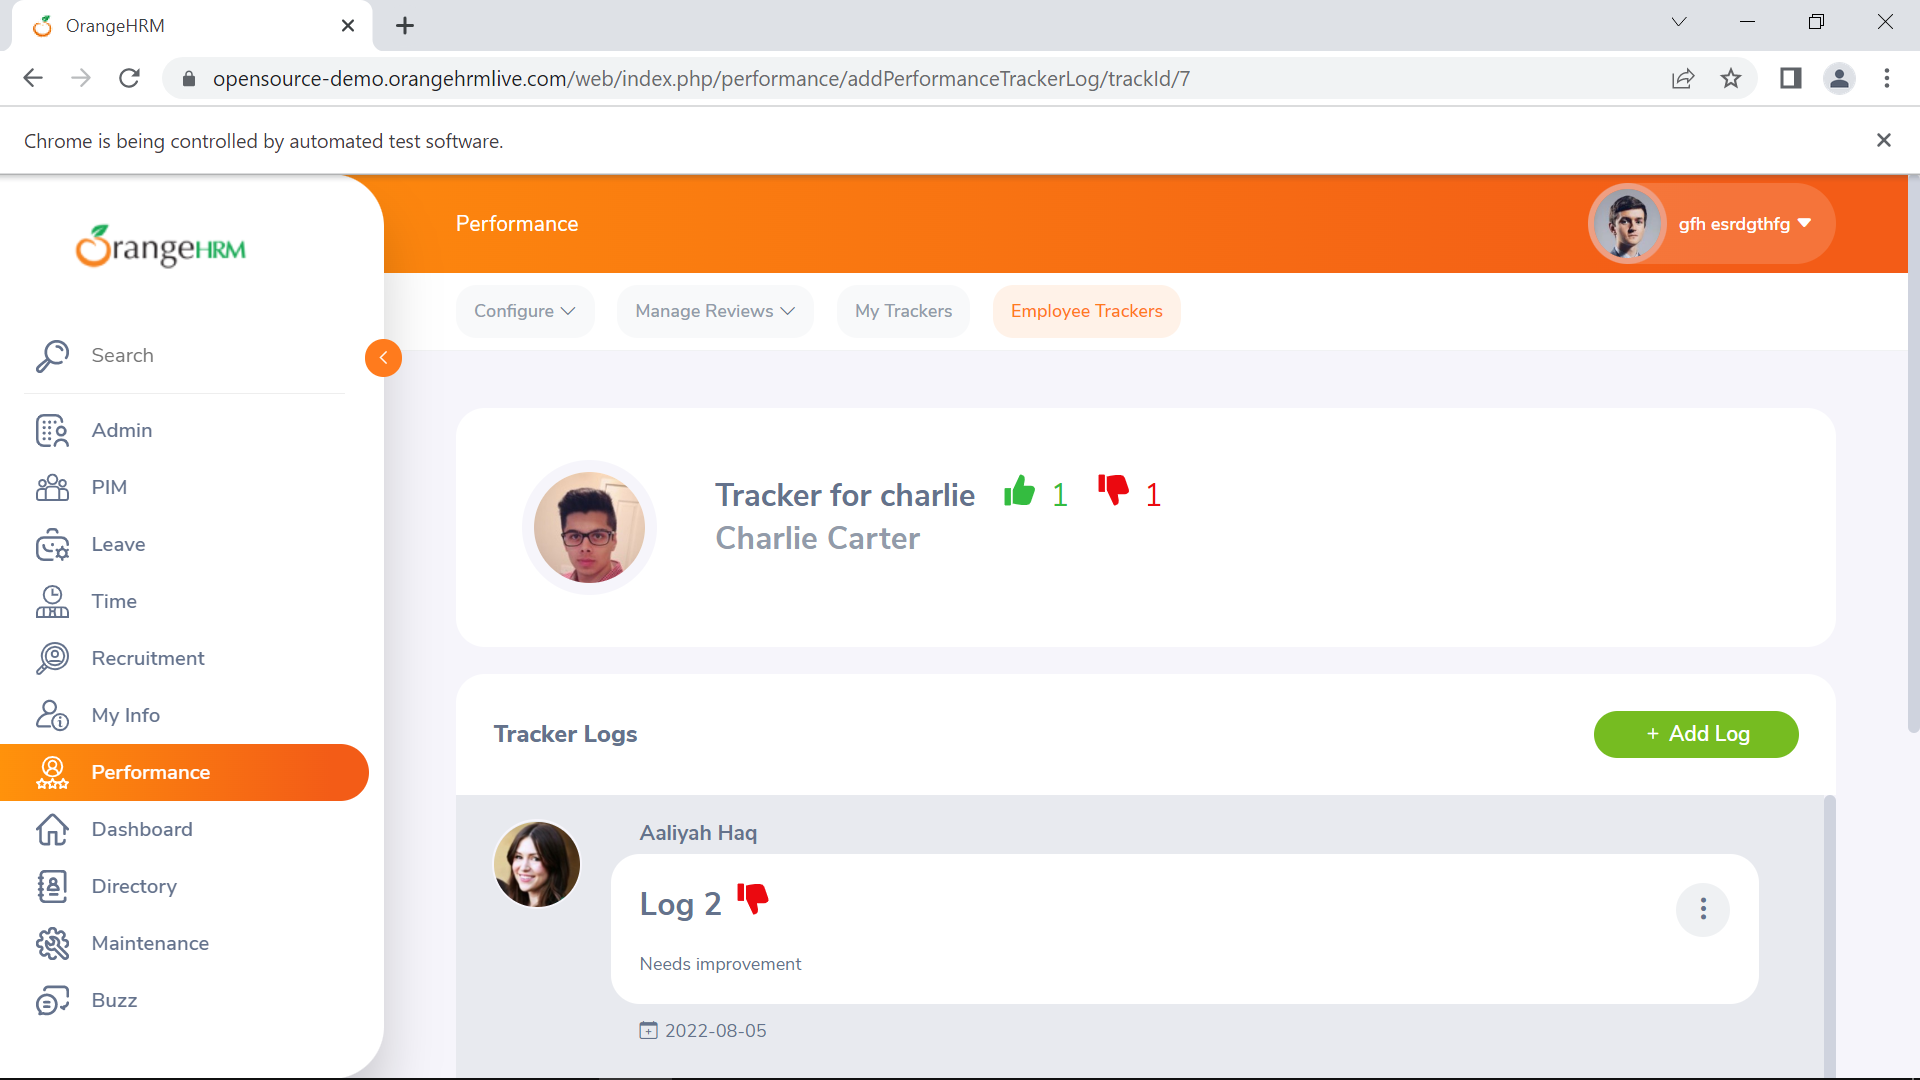 OrangeHRM
opensource-demo.orangehrmlive.com/web/index.php/performance/addPerformanceTrackerLog/trackId/7
Chrome is being controlled by automated test software.
OrangeHRM
Performance
gfh esrdgthfg
Configure
Manage Reviews
My Trackers
Employee Trackers
Search
Admin
PIM
Leave
Time
Recruitment
My Info
Performance
Dashboard
Directory
Maintenance
Buzz
Tracker for charlie 1 1
Charlie Carter
Tracker Logs
+ Add Log
Aaliyah Haq
Log 2
Needs improvement
2022-08-05